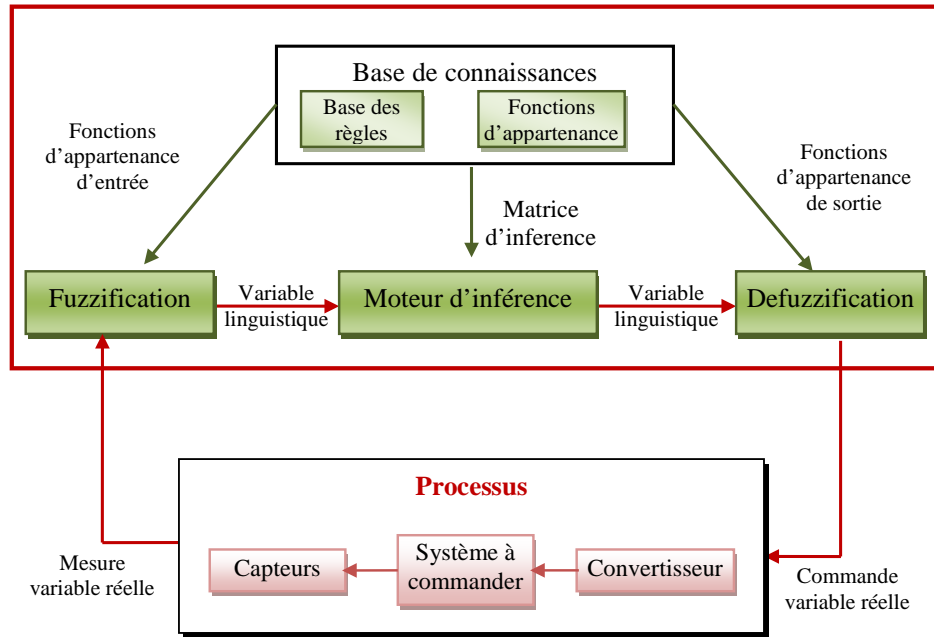 Base de connaissances
Base des
règles
Fonctions
d'appartenance
Fonctions
d'appartenance
d'entrée
Matrice
d'inference
Fonctions
d'appartenance
de sortie
Fuzzification
Variable
linguistique
Moteur d'inférence
Variable
linguistique
Defuzzification
Processus
Capteurs
Système à
commander
Convertisseur
Mesure
variable réelle
Commande
variable réelle